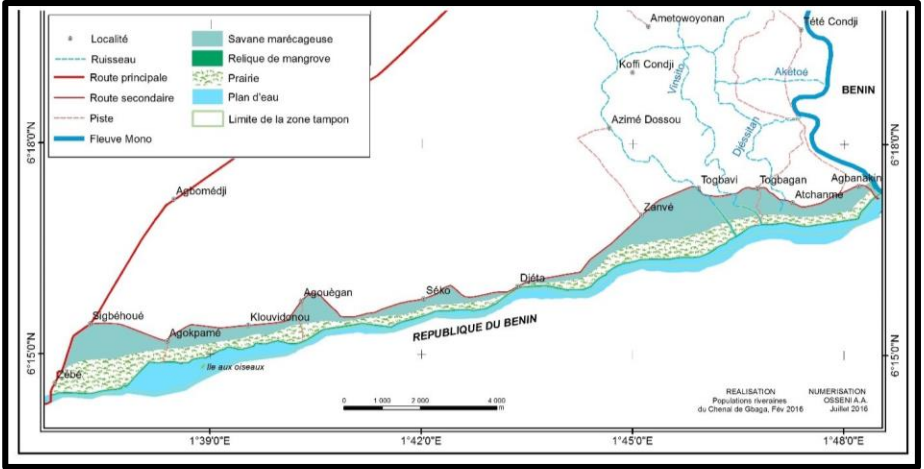 Localité
Ruisseau
Route principale
Route secondaire
Piste
Fleuve Mono
Savane marécageuse
Relique de mangrove
Prairie
Plan d'eau
Limite de la zone tampon
Ametowoyonan
Tété Condji
Koffi Condji
Vinsito
Akétoé
BENIN
Azimé Dossou
Djéssitan
6°18'0"N
6°18'0"N
Agbomédji
Togbavi
Togbagan
Agbanakin
Atchanmé
Zanvé
Djéta
Séko
Agouègan
Sigbéhoué
Klouvidonou
Agokpamé
REPUBLIQUE DU BENIN
6°15'0"N
6°15'0"N
Ile aux oiseaux
Cébé
0 1 000 2 000 4 000
m
REALISATION
Populations riveraines
du Chenal de Gbaga, Fév 2016
NUMERISATION
OSSENI A.A.
Juillet 2016
1°39'0"E
1°42'0"E
1°45'0"E
1°48'0"E